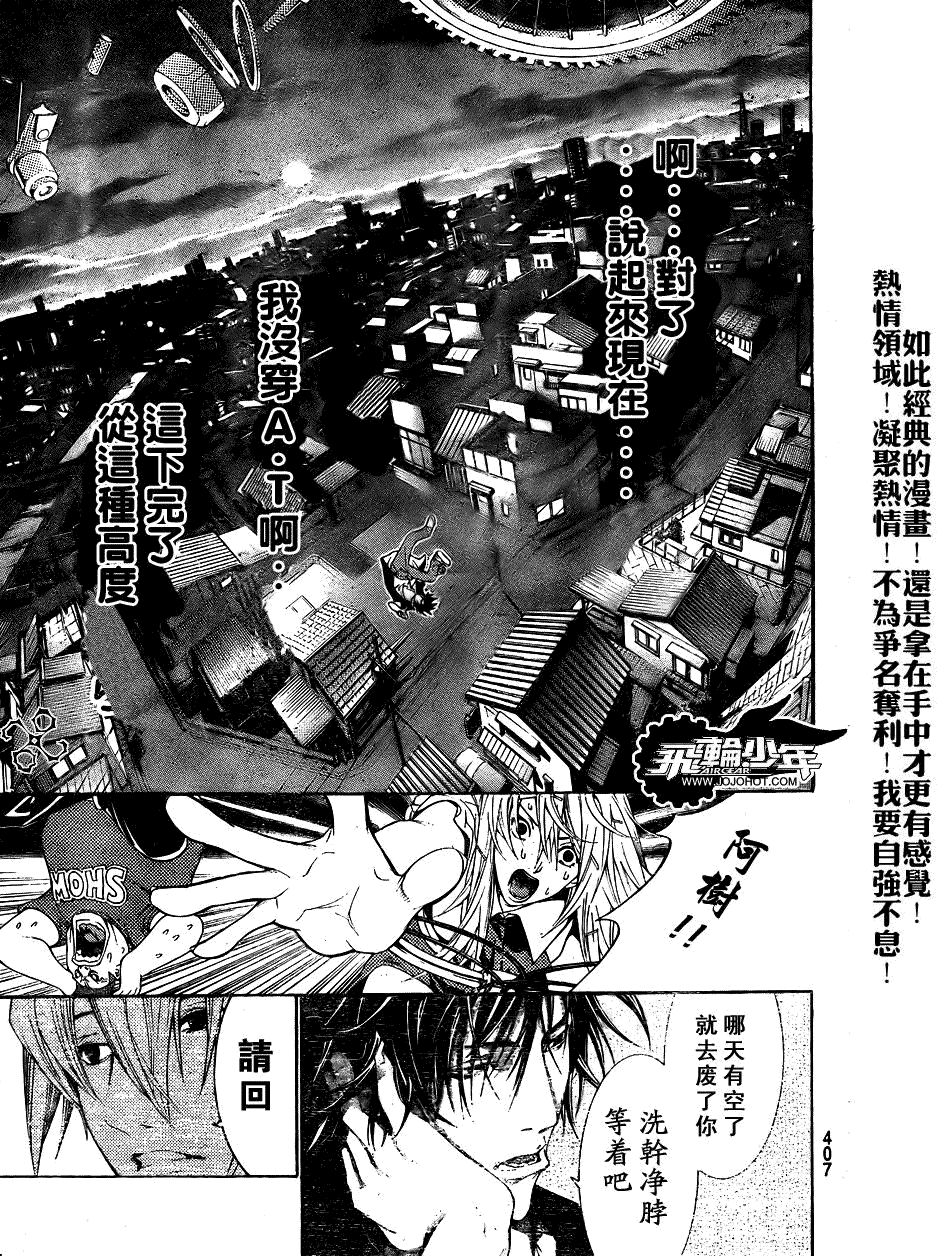 如此經典的漫畫！還是拿在手中才更有感覺！
熱情領域！凝聚熱情！不為爭名奪利！我要自強不息！
啊．．．．．對了
．．．．．說起來現在．．．．．
我沒穿A．T啊．．
這下完了
從這種高度
飛輪少年
AIRGEAR
WWW.JOJOHOT.COM
阿樹!!
SHOM
哪天有空了
就去废了你
洗幹净脖
等着吧
請回
407